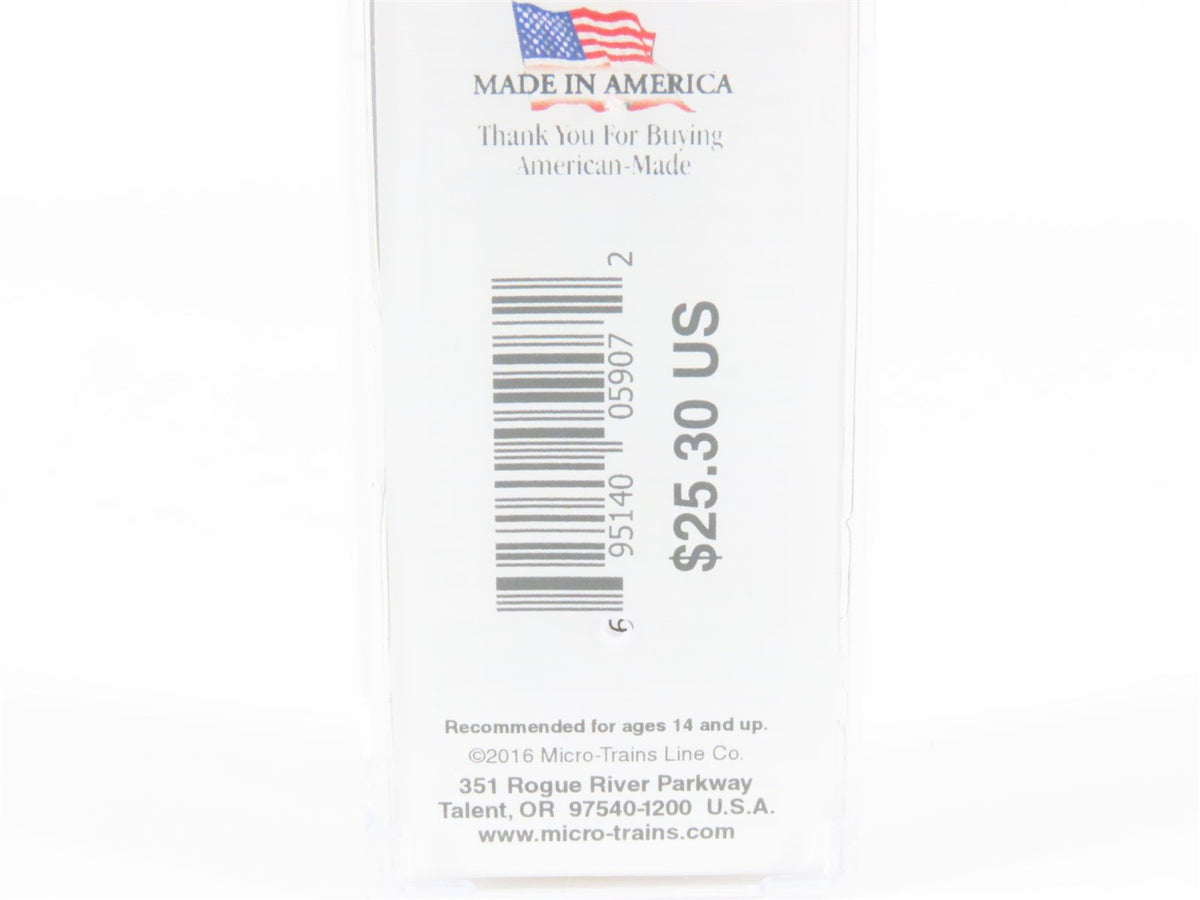 MADE IN AMERICA
Thank You For Buying
American-Made
6 95140 05907 2
$25.30 US
Recommended for ages 14 and up.
©2016 Micro-Trains Line Co.
351 Rogue River Parkway
Talent, OR 97540-1200 U.S.A.
www.micro-trains.com